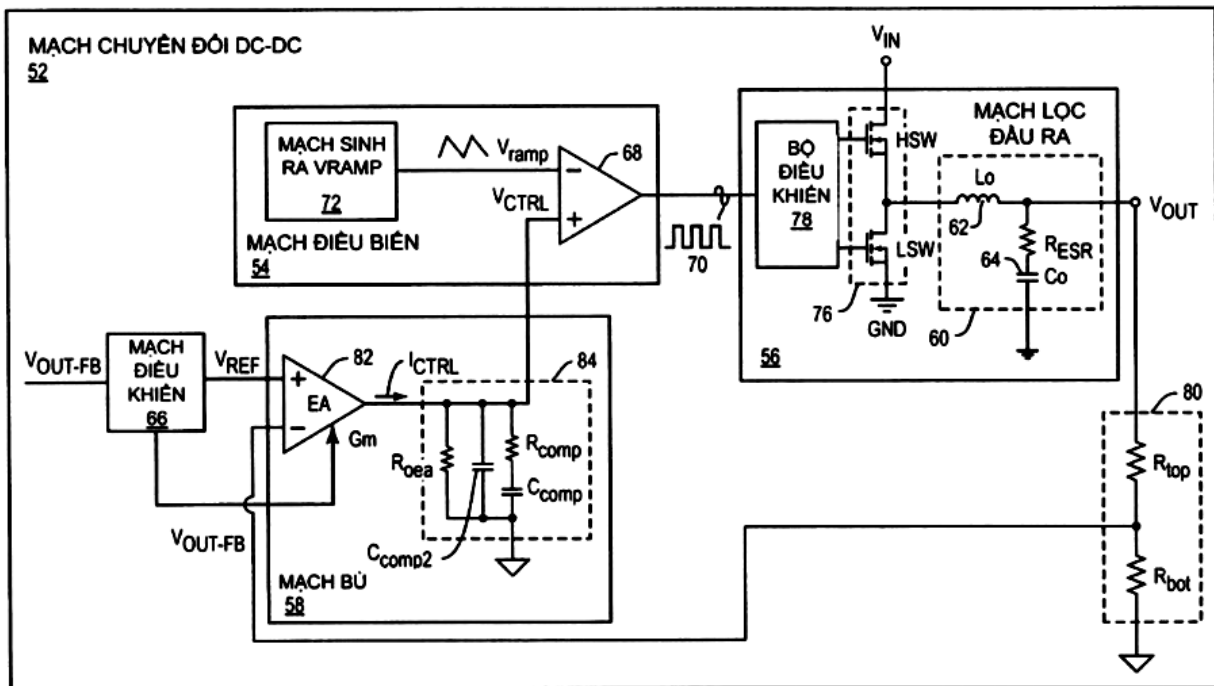 MẠCH CHUYỂN ĐỔI DC-DC
52
MẠCH SINH
RA VRAMP
72
Vramp
VCTRL
68
MẠCH ĐIỀU BIẾN
54
70
VIN
MẠCH LỌC
ĐẦU RA
BỘ
ĐIỀU
KHIỂN
78
HSW
LSW
Lo
62
VOUT
RESR
64
Co
76
GND
60
56
VOUT-FB
MẠCH
ĐIỀU
KHIỂN
66
VREF
82
EA
ICTRL
84
Gm
Roea
Rcomp
Ccomp
VOUT-FB
Ccomp2
MẠCH BÙ
58
80
Rtop
Rbot